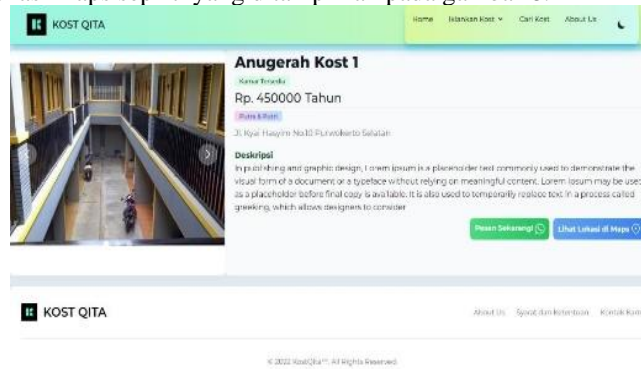 KOST QITA
Home Iklankan Kost Cari Kost About Us
Anugerah Kost 1
Kamar Tersedia
Rp. 450000 Tahun
Putra & Putri
Jl. Kyai Hasyim No.10 Purwokerto Selatan
Deskripsi
In publishing and graphic design, Lorem ipsum is a placeholder text commonly used to demonstrate the
visual form of a document or a typeface without relying on meaningful content. Lorem ipsum may be used
as a placeholder before final copy is available. It is also used to temporarily replace text in a process called
greeking, which allows designers to consider
Pesan Sekarang! Lihat Lokasi di Maps
KOST QITA
About Us Syarat dan Ketentuan Kontak Kami
© 2022 KostQita™. All Rights Reserved.